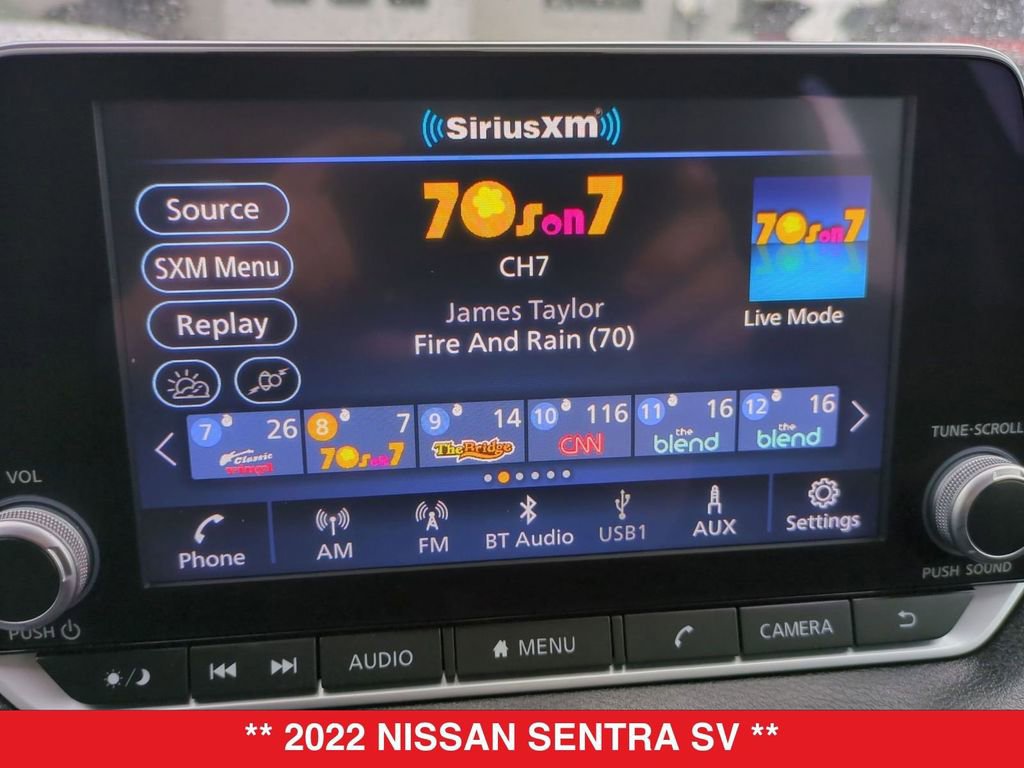 SiriusXM
Source
SXM Menu
Replay
70s on 7
CH7
James Taylor
Fire And Rain (70)
70s on 7
Live Mode
7 26 Classic vinyl
8 7 70s on 7
9 14 The Bridge
10 116 CNN
11 16 the blend
12 16 the blend
Phone
AM
FM
BT Audio
USB1
AUX
Settings
VOL
PUSH
TUNE·SCROLL
PUSH SOUND
AUDIO
MENU
CAMERA
** 2022 NISSAN SENTRA SV **